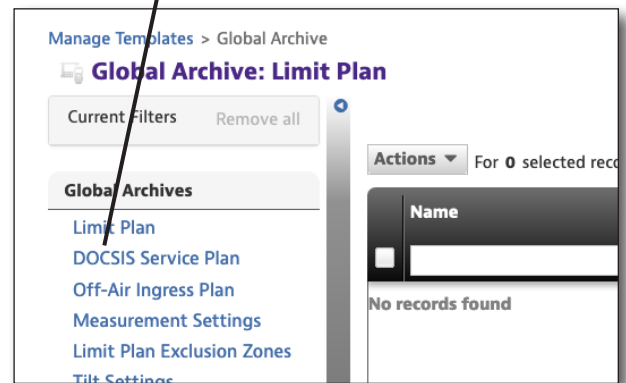 Manage Templates > Global Archive
Global Archive: Limit Plan
Current Filters Remove all
Actions For 0 selected reco
Global Archives
Name
Limit Plan
DOCSIS Service Plan
Off-Air Ingress Plan
No records found
Measurement Settings
Limit Plan Exclusion Zones
Tilt Settings